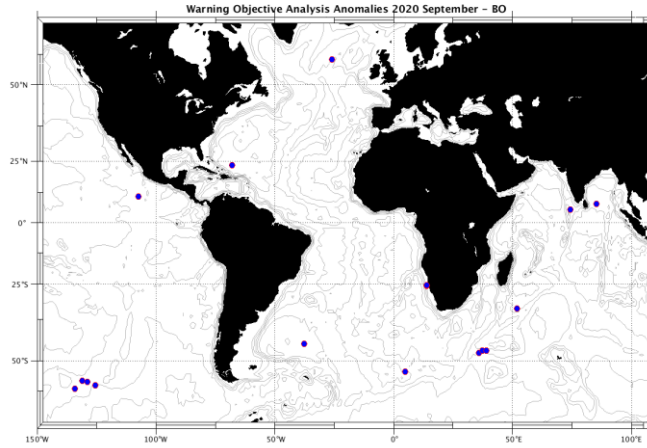 Warning Objective Analysis Anomalies 2020 September - BO
50°N
25°N
0°
25°S
50°S
150°W 100°W 50°W 0° 50°E 100°E